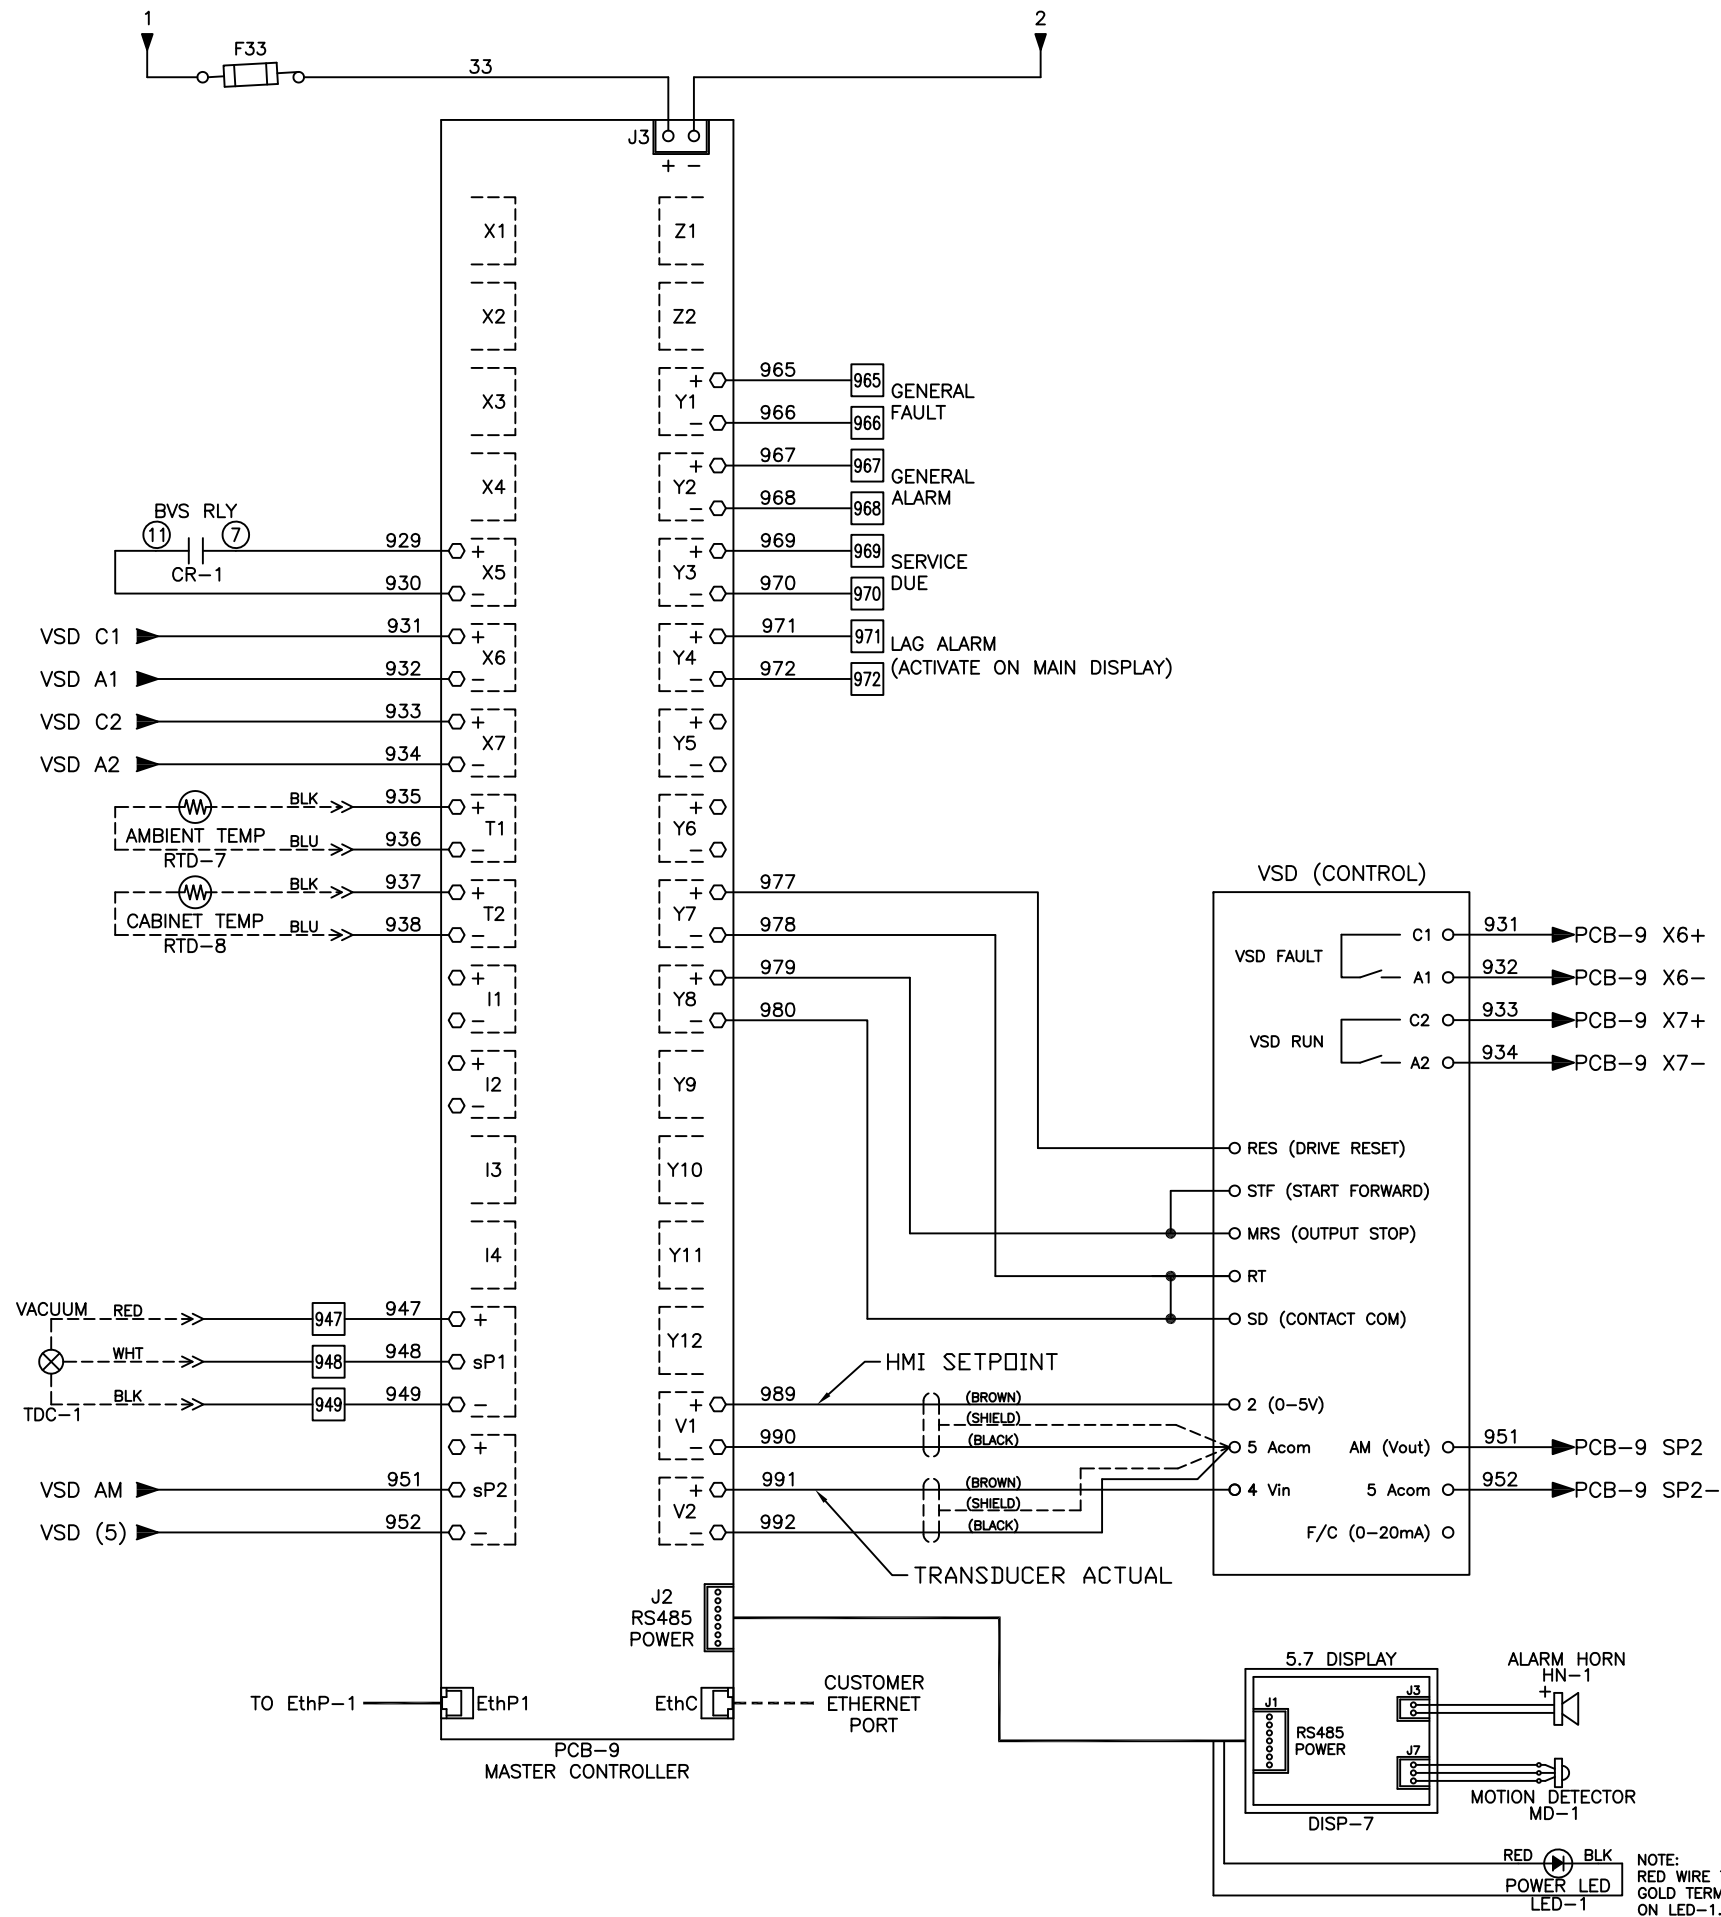 1
2
F33
33
J3
+ −
X1
Z1
X2
Z2
X3
+
Y1
−
965
965
GENERAL
FAULT
966
966
X4
+
Y2
−
967
967
GENERAL
ALARM
968
968
BVS RLY
11
7
CR-1
929
930
+
X5
−
+
Y3
−
969
969
SERVICE
DUE
970
970
VSD C1
931
VSD A1
932
+
X6
−
+
Y4
−
971
971
LAG ALARM
(ACTIVATE ON MAIN DISPLAY)
972
972
VSD C2
933
VSD A2
934
+
X7
−
+
Y5
−
BLK
935
AMBIENT TEMP
BLU
936
RTD-7
+
T1
−
+
Y6
−
BLK
937
CABINET TEMP
BLU
938
RTD-8
+
T2
−
+
Y7
−
977
978
+
I1
−
+
Y8
−
979
980
+
I2
−
Y9
I3
Y10
I4
Y11
VACUUM
RED
947
947
WHT
948
948
BLK
949
949
TDC-1
+
sP1
−
Y12
HMI SETPOINT
+
V1
−
989
(BROWN)
(SHIELD)
990
(BLACK)
VSD AM
951
VSD (5)
952
+
sP2
−
+
V2
−
991
(BROWN)
(SHIELD)
992
(BLACK)
TRANSDUCER ACTUAL
VSD (CONTROL)
VSD FAULT
C1
931
PCB-9 X6+
A1
932
PCB-9 X6-
VSD RUN
C2
933
PCB-9 X7+
A2
934
PCB-9 X7-
RES (DRIVE RESET)
STF (START FORWARD)
MRS (OUTPUT STOP)
RT
SD (CONTACT COM)
2 (0-5V)
5 Acom
AM (Vout)
951
PCB-9 SP2
4 Vin
5 Acom
952
PCB-9 SP2-
F/C (0-20mA)
J2
RS485
POWER
TO EthP-1
EthP1
EthC
CUSTOMER
ETHERNET
PORT
PCB-9
MASTER CONTROLLER
5.7 DISPLAY
J1
RS485
POWER
J3
J7
DISP-7
ALARM HORN
HN-1
+
MOTION DETECTOR
MD-1
RED
BLK
POWER LED
LED-1
NOTE:
RED WIRE
GOLD TERM
ON LED-1.